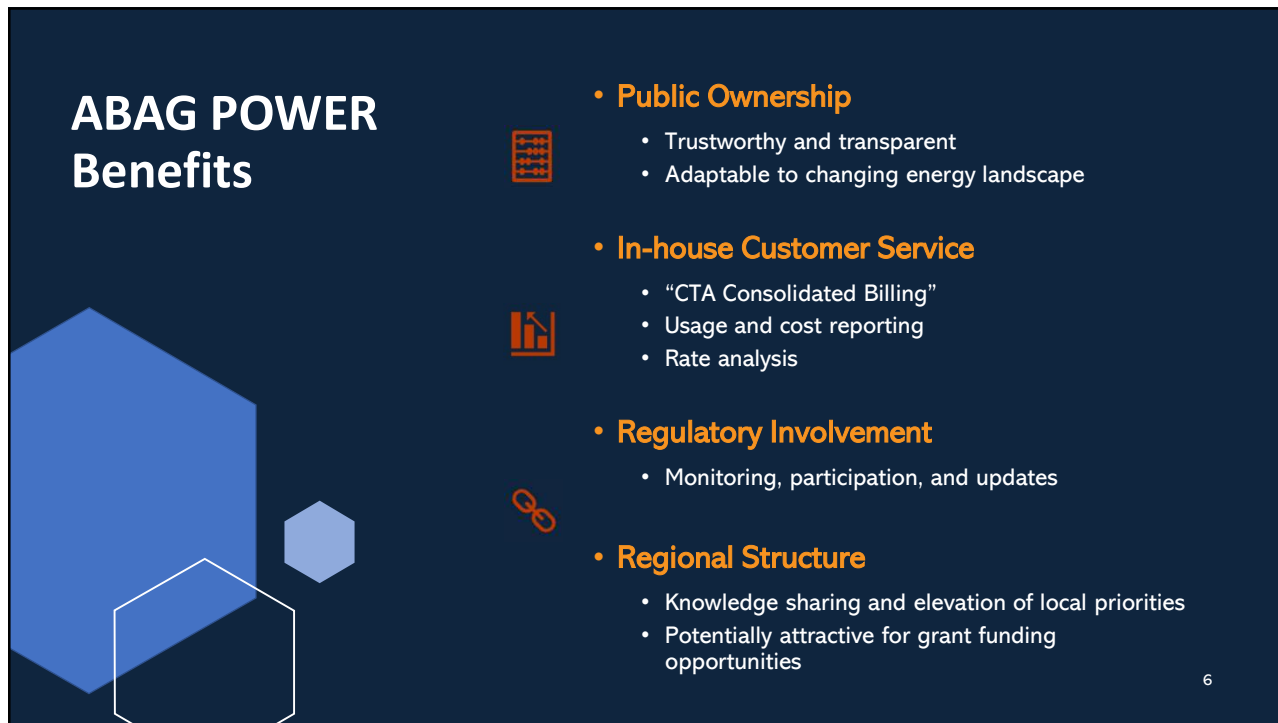 ABAG POWER
Benefits
• Public Ownership
• Trustworthy and transparent
• Adaptable to changing energy landscape
• In-house Customer Service
• “CTA Consolidated Billing”
• Usage and cost reporting
• Rate analysis
• Regulatory Involvement
• Monitoring, participation, and updates
• Regional Structure
• Knowledge sharing and elevation of local priorities
• Potentially attractive for grant funding
opportunities
6